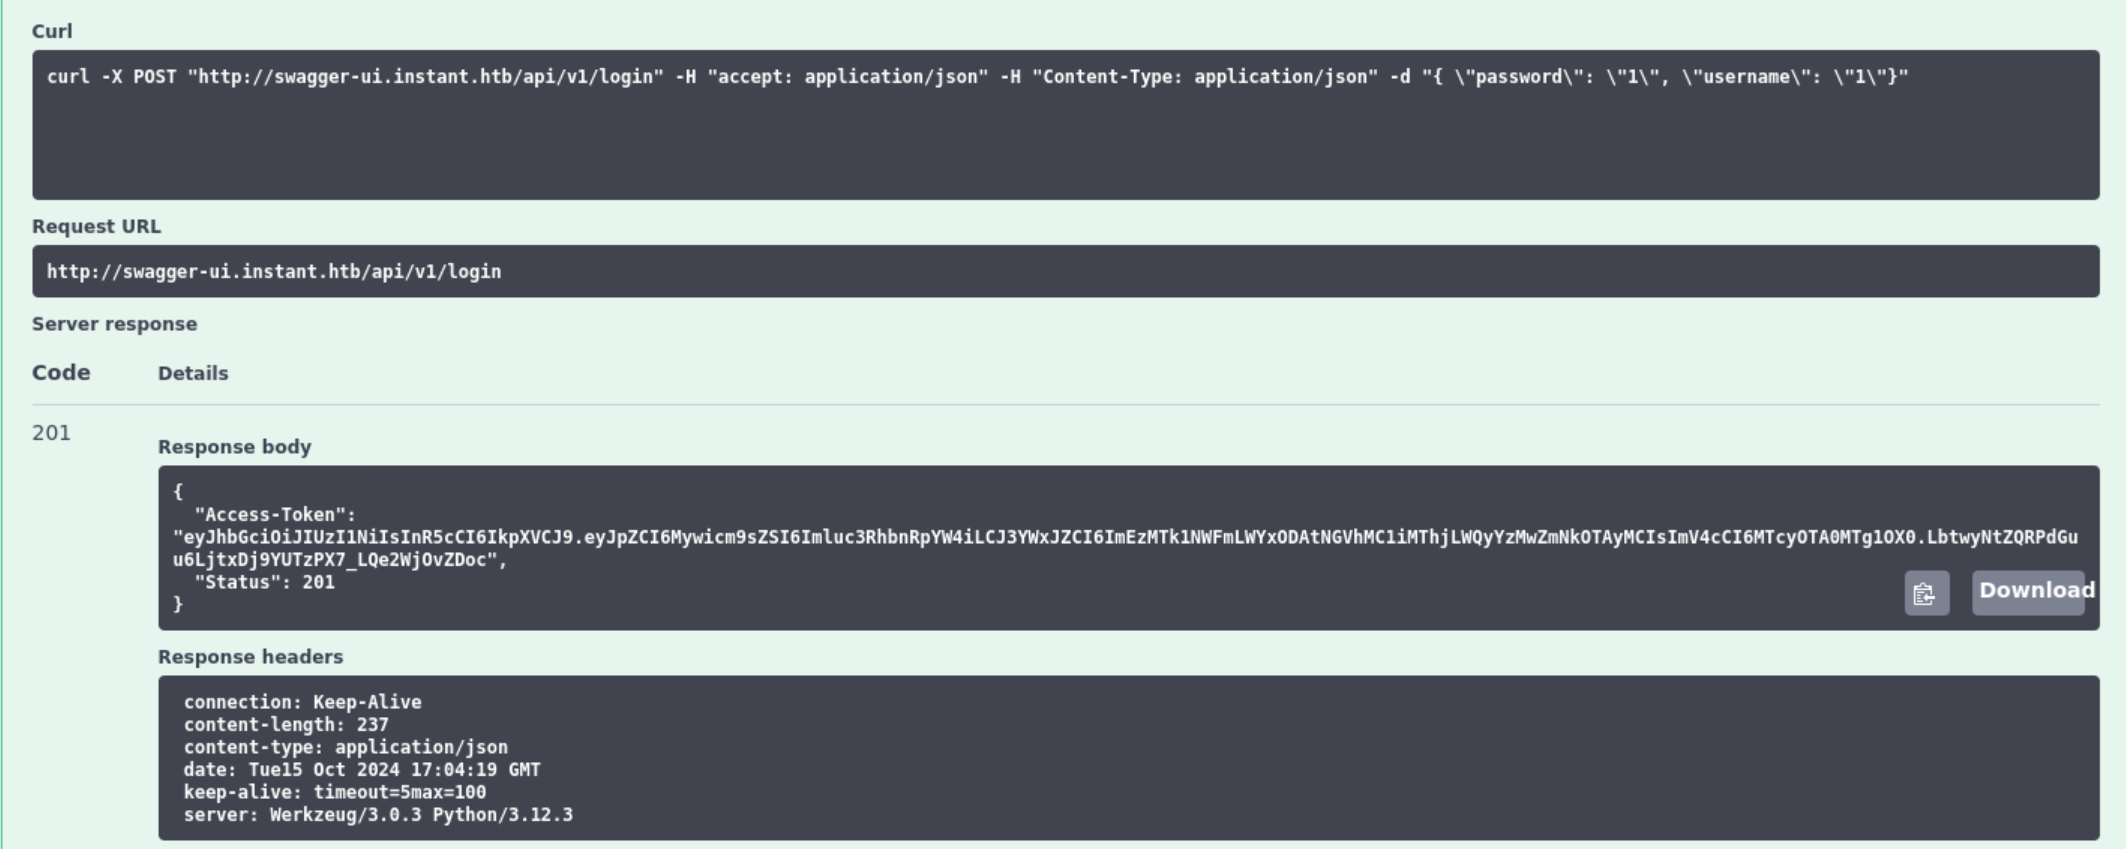 Curl
curl -X POST "http://swagger-ui.instant.htb/api/v1/login" -H "accept: application/json" -H "Content-Type: application/json" -d "{ \"password\": \"1\", \"username\": \"1\"}"
Request URL
http://swagger-ui.instant.htb/api/v1/login
Server response
Code Details
201
Response body
{
"Access-Token":
"eyJhbGciOiJIUzI1NiIsInR5cCI6IkpXVCJ9.eyJpZCI6Mywicm9sZSI6Imluc3RhbnRpYW4iLCJ3YWxJZCI6ImEzMTk1NWFmLWYxODAtNGVhMC1iMThjLWQyYzMwZmNkOTAyMCIsImV4cCI6MTcyOTA0MTg1OX0.LbtwyNtZQRPdGu
u6LjtxDj9YUTzPX7_LQe2WjOvZDoc",
"Status": 201
}
Download
Response headers
connection: Keep-Alive
content-length: 237
content-type: application/json
date: Tue15 Oct 2024 17:04:19 GMT
keep-alive: timeout=5max=100
server: Werkzeug/3.0.3 Python/3.12.3